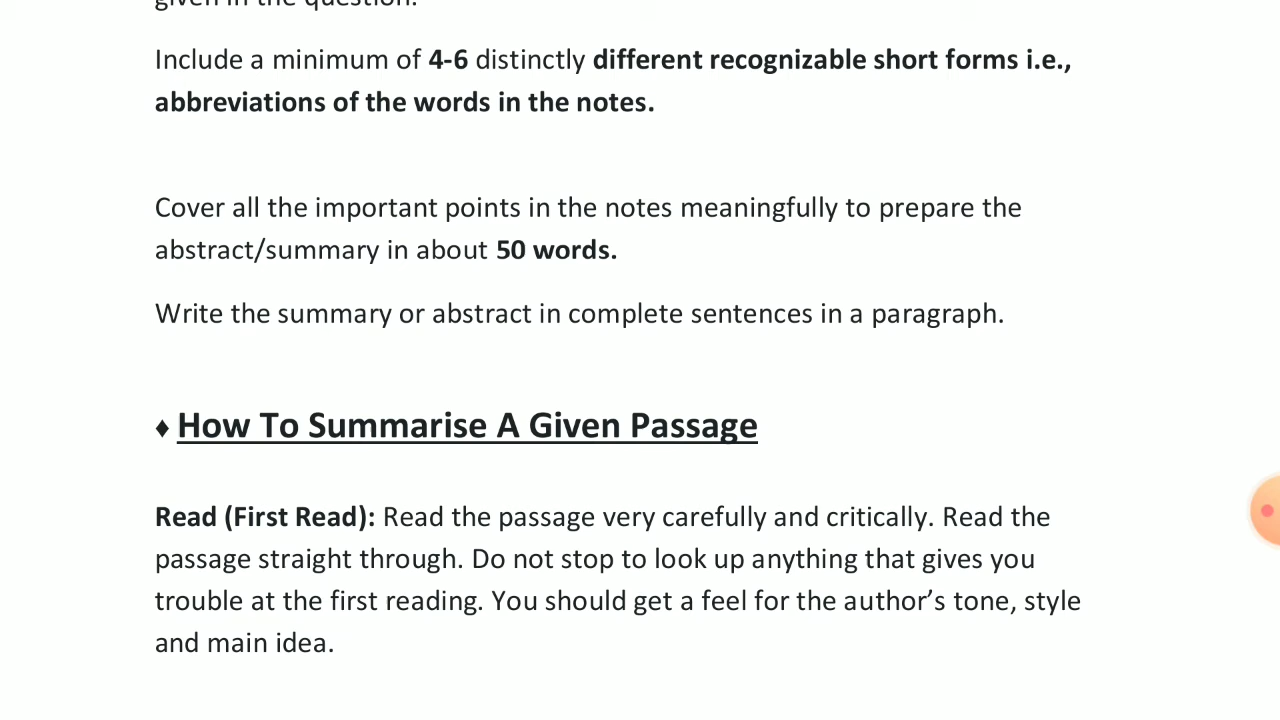 given in the question.
Include a minimum of 4-6 distinctly different recognizable short forms i.e.,
abbreviations of the words in the notes.
Cover all the important points in the notes meaningfully to prepare the
abstract/summary in about 50 words.
Write the summary or abstract in complete sentences in a paragraph.
♦ How To Summarise A Given Passage
Read (First Read): Read the passage very carefully and critically. Read the
passage straight through. Do not stop to look up anything that gives you
trouble at the first reading. You should get a feel for the author’s tone, style
and main idea.